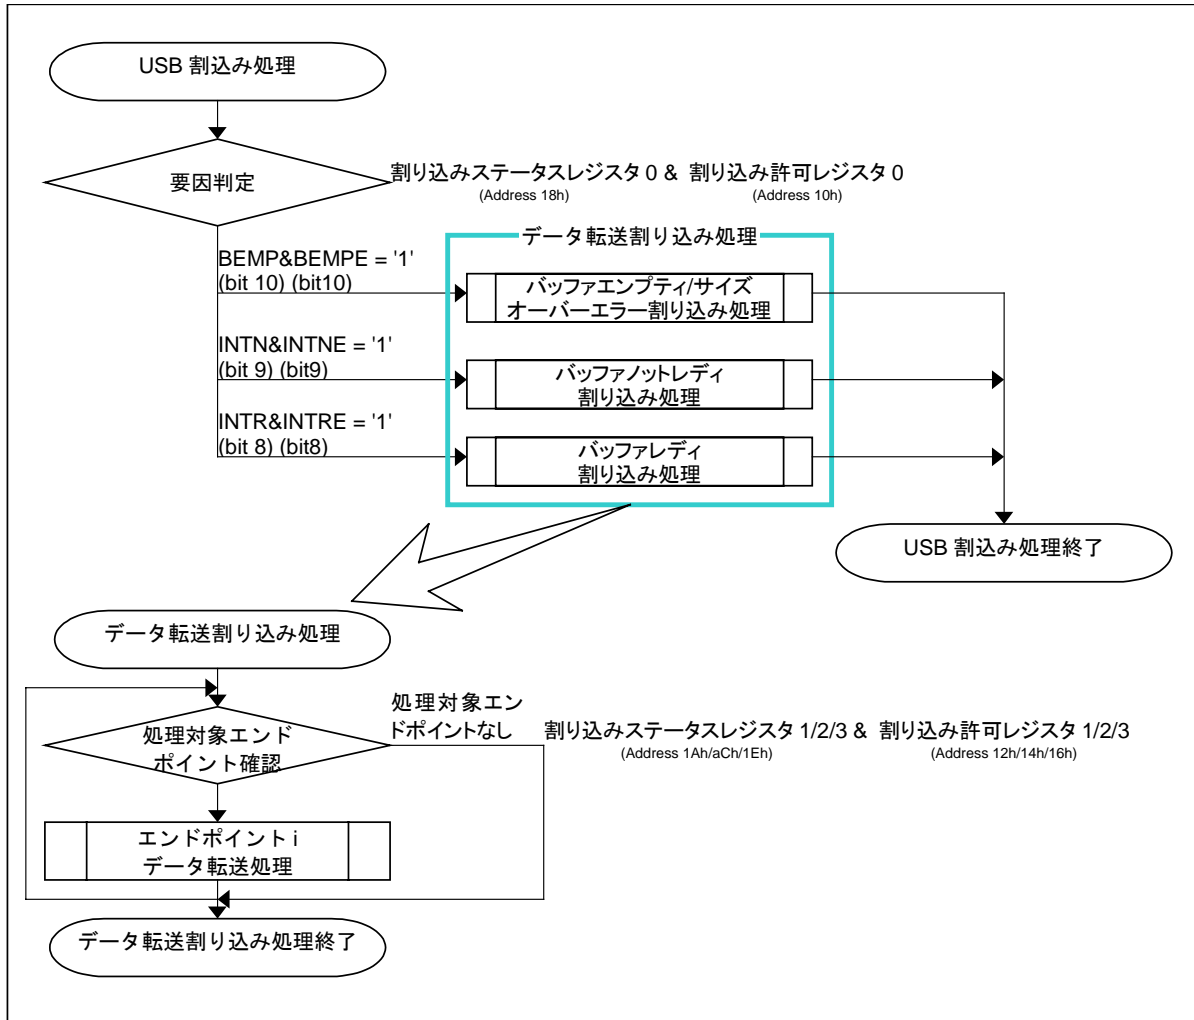 USB 割込み処理
要因判定
割り込みステータスレジスタ 0 & 割り込み許可レジスタ 0
(Address 18h) (Address 10h)
データ転送割り込み処理
BEMP&BEMPE = '1'
(bit 10) (bit10)
バッファエンプティ/サイズ
オーバーエラー割り込み処理
INTN&INTNE = '1'
(bit 9) (bit9)
バッファノットレディ
割り込み処理
INTR&INTRE = '1'
(bit 8) (bit8)
バッファレディ
割り込み処理
USB 割込み処理終了
データ転送割り込み処理
処理対象エンド
ポイント確認
処理対象エン
ドポイントなし
割り込みステータスレジスタ 1/2/3 & 割り込み許可レジスタ 1/2/3
(Address 1Ah/aCh/1Eh) (Address 12h/14h/16h)
エンドポイント i
データ転送処理
データ転送割り込み処理終了